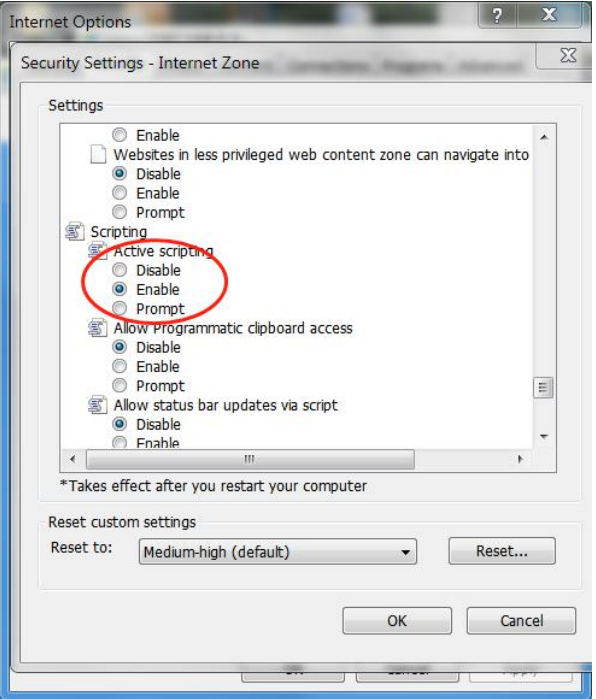 Internet Options
Security Settings - Internet Zone
Settings
Enable
Websites in less privileged web content zone can navigate into
Disable
Enable
Prompt
Scripting
Active scripting
Disable
Enable
Prompt
Allow Programmatic clipboard access
Disable
Enable
Prompt
Allow status bar updates via script
Disable
Enable
*Takes effect after you restart your computer
Reset custom settings
Reset to: Medium-high (default) Reset...
OK Cancel